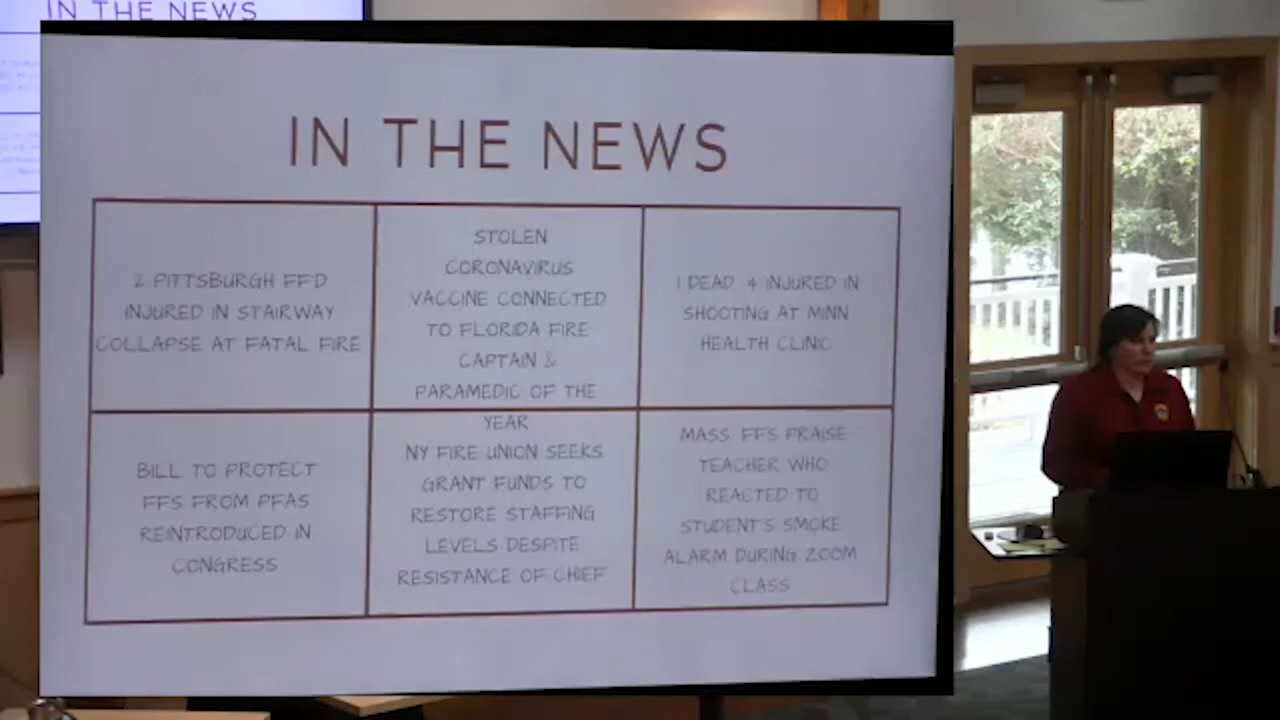 IN THE NEWS
IN THE NEWS
2 PITTSBURGH FF'D
INJURED IN STAIRWAY
COLLAPSE AT FATAL FIRE
STOLEN
CORONAVIRUS
VACCINE CONNECTED
TO FLORIDA FIRE
CAPTAIN &
PARAMEDIC OF THE
YEAR
1 DEAD 4 INJURED IN
SHOOTING AT MINN
HEALTH CLINIC
BILL TO PROTECT
FFS FROM PFAS
REINTRODUCED IN
CONGRESS
NY FIRE UNION SEEKS
GRANT FUNDS TO
RESTORE STAFFING
LEVELS DESPITE
RESISTANCE OF CHIEF
MASS FFS PRAISE
TEACHER WHO
REACTED TO
STUDENT'S SMOKE
ALARM DURING ZOOM
CLASS